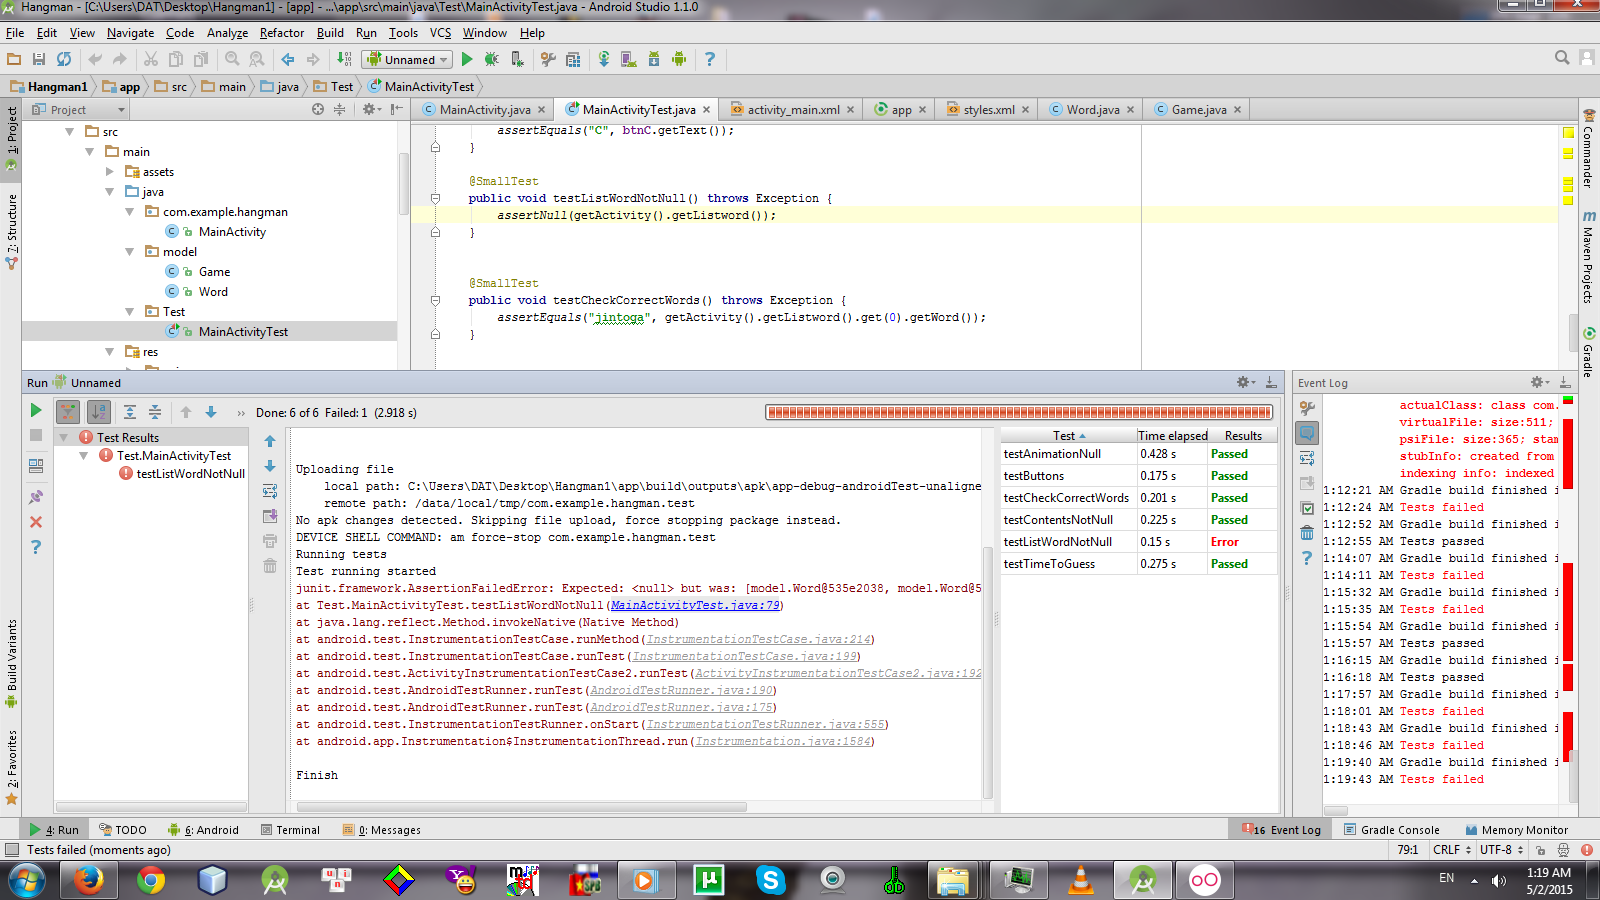 Hangman - [C:\Users\DAT\Desktop\Hangman1] - [app] - ...\app\src\main\java\Test\MainActivityTest.java - Android Studio 1.1.0
File Edit View Navigate Code Analyze Refactor Build Run Tools VCS Window Help
Unnamed
Hangman1 app src main java Test MainActivityTest
Project
MainActivity.java MainActivityTest.java activity_main.xml app styles.xml Word.java Game.java
1: Project
7: Structure
Build Variants
2: Favorites
src
main
assets
java
com.example.hangman
MainActivity
model
Game
Word
Test
MainActivityTest
res
assertEquals("C", btnC.getText());
}
@SmallTest
public void testListWordNotNull() throws Exception {
assertNull(getActivity().getListword());
}
@SmallTest
public void testCheckCorrectWords() throws Exception {
assertEquals("jintoga", getActivity().getListword().get(0).getWord());
}
Commander
Maven Projects
Gradle
Run Unnamed
Done: 6 of 6 Failed: 1 (2.918 s)
Test Results
Test.MainActivityTest
testListWordNotNull
Uploading file
local path: C:\Users\DAT\Desktop\Hangman1\app\build\outputs\apk\app-debug-androidTest-unaligne
remote path: /data/local/tmp/com.example.hangman.test
No apk changes detected. Skipping file upload, force stopping package instead.
DEVICE SHELL COMMAND: am force-stop com.example.hangman.test
Running tests
Test running started
junit.framework.AssertionFailedError: Expected: <null> but was: [model.Word@535e2038, model.Word@5
at Test.MainActivityTest.testListWordNotNull(MainActivityTest.java:79)
at java.lang.reflect.Method.invokeNative(Native Method)
at android.test.InstrumentationTestCase.runMethod(InstrumentationTestCase.java:214)
at android.test.InstrumentationTestCase.runTest(InstrumentationTestCase.java:199)
at android.test.ActivityInstrumentationTestCase2.runTest(ActivityInstrumentationTestCase2.java:192
at android.test.AndroidTestRunner.runTest(AndroidTestRunner.java:190)
at android.test.AndroidTestRunner.runTest(AndroidTestRunner.java:175)
at android.test.InstrumentationTestRunner.onStart(InstrumentationTestRunner.java:555)
at android.app.Instrumentation$InstrumentationThread.run(Instrumentation.java:1584)
Finish
Test Time elapsed Results
testAnimationNull 0.428 s Passed
testButtons 0.175 s Passed
testCheckCorrectWords 0.201 s Passed
testContentsNotNull 0.225 s Passed
testListWordNotNull 0.15 s Error
testTimeToGuess 0.275 s Passed
Event Log
actualClass: class com.
virtualFile: size:511;
psiFile: size:365; stam
stubInfo: created from
indexing info: indexed
1:12:21 AM Gradle build finished i
1:12:24 AM Tests failed
1:12:52 AM Gradle build finished i
1:12:55 AM Tests passed
1:14:07 AM Gradle build finished i
1:14:11 AM Tests failed
1:15:32 AM Gradle build finished i
1:15:35 AM Tests failed
1:15:54 AM Gradle build finished i
1:15:57 AM Tests passed
1:16:15 AM Gradle build finished i
1:16:18 AM Tests passed
1:17:57 AM Gradle build finished i
1:18:01 AM Tests failed
1:18:43 AM Gradle build finished i
1:18:46 AM Tests failed
1:19:40 AM Gradle build finished i
1:19:43 AM Tests failed
4: Run TODO 6: Android Terminal 0: Messages 16 Event Log Gradle Console Memory Monitor
Tests failed (moments ago) 79:1 CRLF UTF-8
EN 1:19 AM
5/2/2015